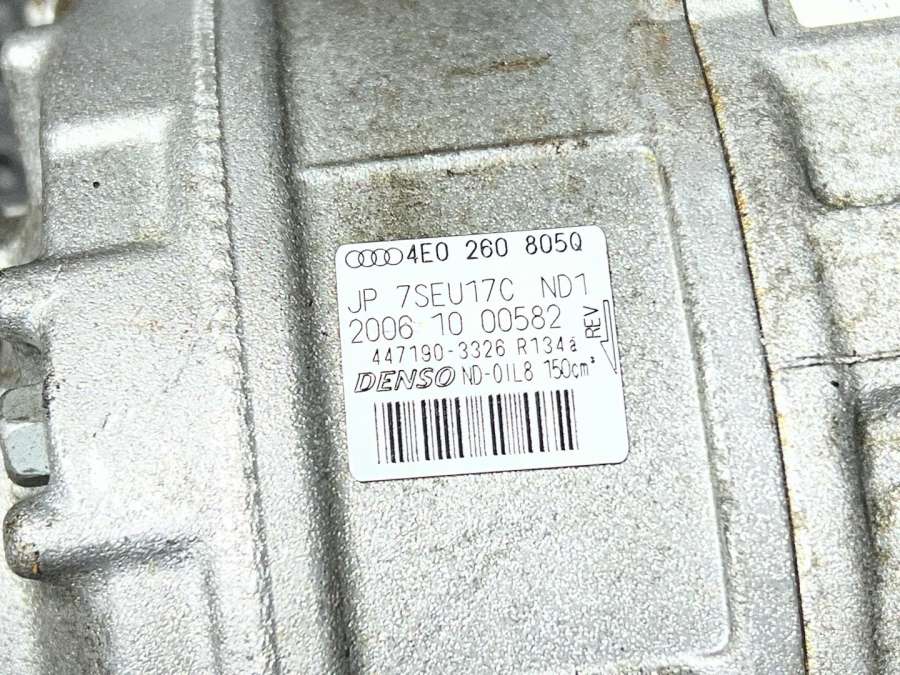 4E0 260 805Q
JP 7SEU17C ND1
2006 10 00582
447190-3326 R134a
DENSO ND-OIL8 150cm³
REV